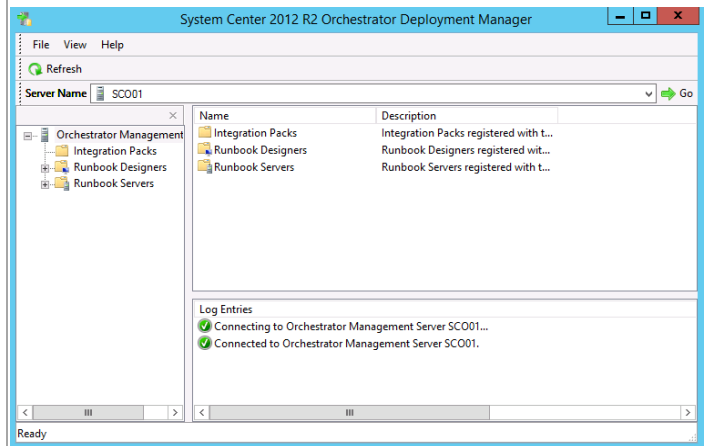 System Center 2012 R2 Orchestrator Deployment Manager
File View Help
Refresh
Server Name SCO01 Go
Orchestrator Management
Integration Packs
Runbook Designers
Runbook Servers
Name Description
Integration Packs Integration Packs registered with t...
Runbook Designers Runbook Designers registered wit...
Runbook Servers Runbook Servers registered with t...
Log Entries
Connecting to Orchestrator Management Server SCO01...
Connected to Orchestrator Management Server SCO01.
Ready